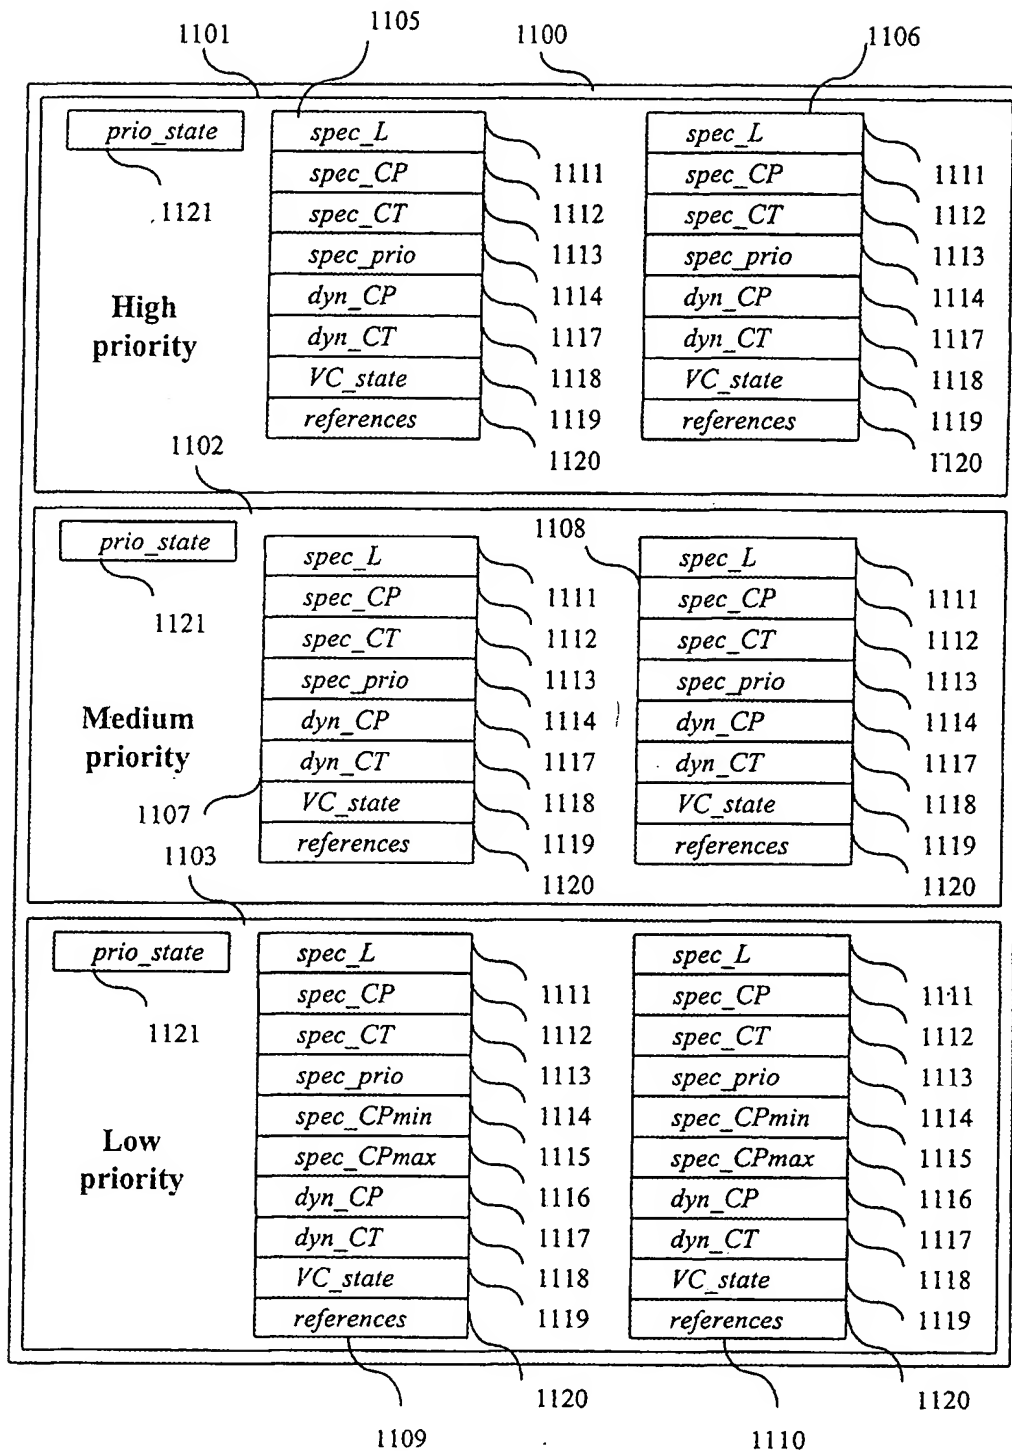 1105
1101
1100
1106
prio_state
spec_L
spec_L
1121
1111
1111
spec_CP
spec_CP
1112
1112
spec_CT
spec_CT
1113
1113
spec_prio
spec_prio
1114
1114
High
priority
dyn_CP
dyn_CP
1117
1117
dyn_CT
dyn_CT
1118
1118
VC_state
VC_state
1119
1119
references
references
1120
1120
1102
prio_state
1108
spec_L
spec_L
1121
1111
1111
spec_CP
spec_CP
1112
1112
spec_CT
spec_CT
1113
1113
spec_prio
spec_prio
1114
1114
Medium
priority
dyn_CP
dyn_CP
1117
1117
dyn_CT
dyn_CT
1118
1118
1107
VC_state
VC_state
1119
1119
references
references
1120
1120
1103
prio_state
spec_L
spec_L
1121
1111
1111
spec_CP
spec_CP
1112
1112
spec_CT
spec_CT
1113
1113
spec_prio
spec_prio
1114
1114
spec_CPmin
spec_CPmin
1115
1115
Low
priority
spec_CPmax
spec_CPmax
1116
1116
dyn_CP
dyn_CP
1117
1117
dyn_CT
dyn_CT
1118
1118
VC_state
VC_state
1119
1119
references
references
1120
1120
1109
1110